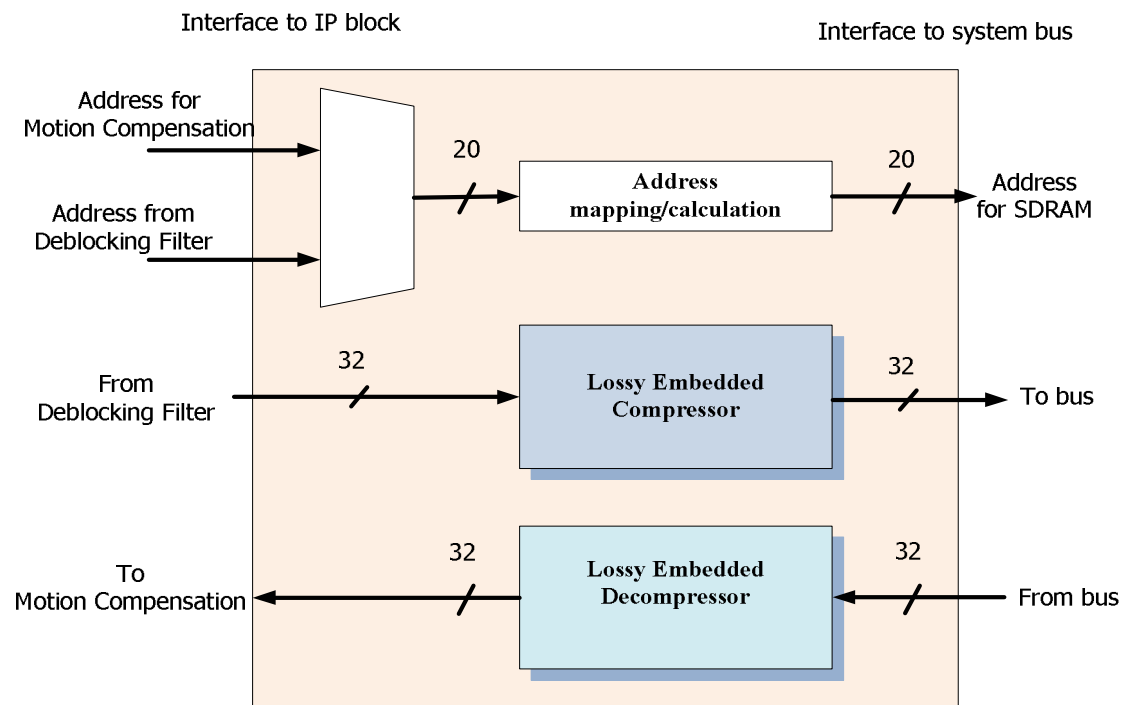 Interface to IP block
Interface to system bus
Address for
Motion Compensation
20
20
Address
mapping/calculation
Address
for SDRAM
Address from
Deblocking Filter
32
32
From
Deblocking Filter
Lossy Embedded
Compressor
To bus
32
32
To
Motion Compensation
Lossy Embedded
Decompressor
From bus